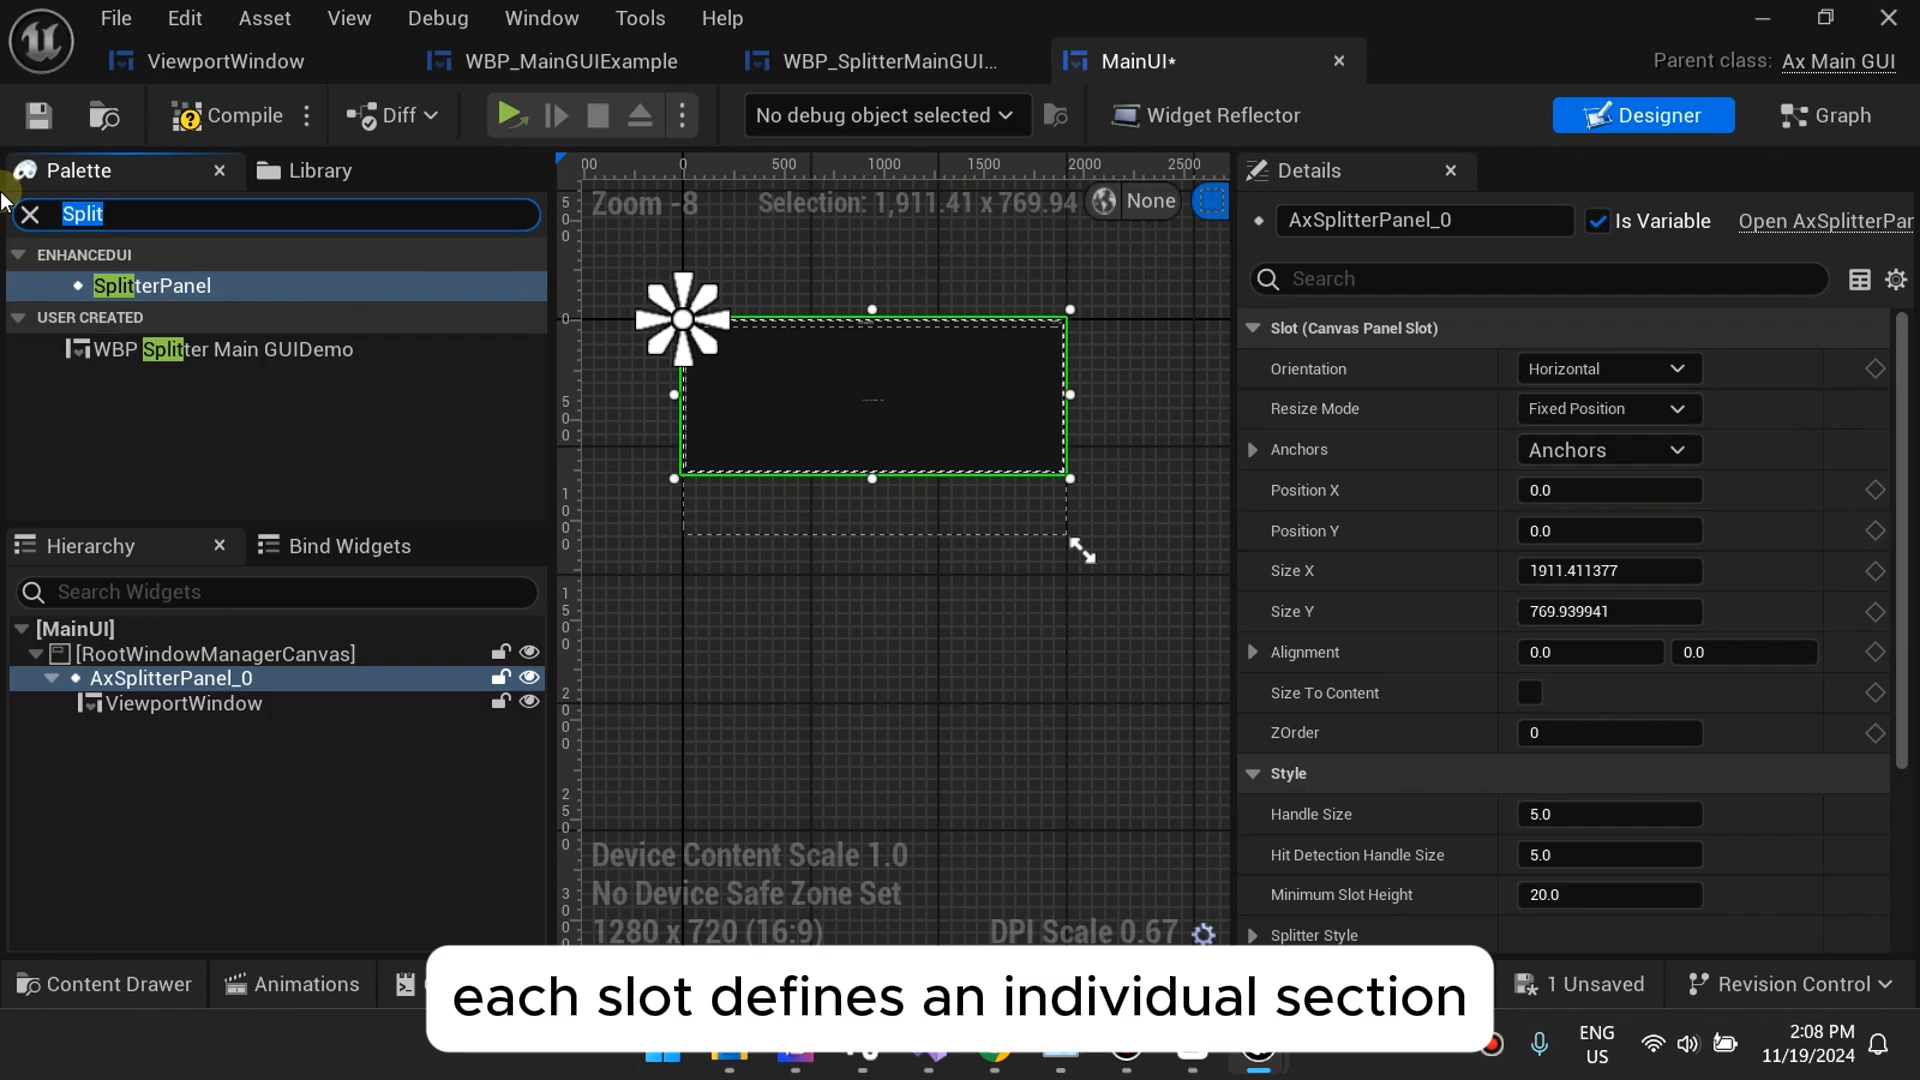 File Edit Asset View Debug Window Tools Help
ViewportWindow WBP_MainGUIExample WBP_SplitterMainGUI... MainUI* Parent class: Ax Main GUI
Compile Diff No debug object selected Widget Reflector Designer Graph
Palette Library
Split
ENHANCEDUI
SplitterPanel
USER CREATED
WBP Splitter Main GUIDemo
Hierarchy Bind Widgets
Search Widgets
[MainUI]
[RootWindowManagerCanvas]
AxSplitterPanel_0
ViewportWindow
00 0 500 1000 1500 2000 2500
Zoom -8 Selection: 1,911.41 x 769.94 None
Device Content Scale 1.0
No Device Safe Zone Set
1280 x 720 (16:9) DPI Scale 0.67
Details
AxSplitterPanel_0 Is Variable Open AxSplitterPar
Search
Slot (Canvas Panel Slot)
Orientation Horizontal
Resize Mode Fixed Position
Anchors Anchors
Position X 0.0
Position Y 0.0
Size X 1911.411377
Size Y 769.939941
Alignment 0.0 0.0
Size To Content
ZOrder 0
Style
Handle Size 5.0
Hit Detection Handle Size 5.0
Minimum Slot Height 20.0
Splitter Style
Content Drawer Animations 1 Unsaved Revision Control
each slot defines an individual section
ENG
US
2:08 PM
11/19/2024